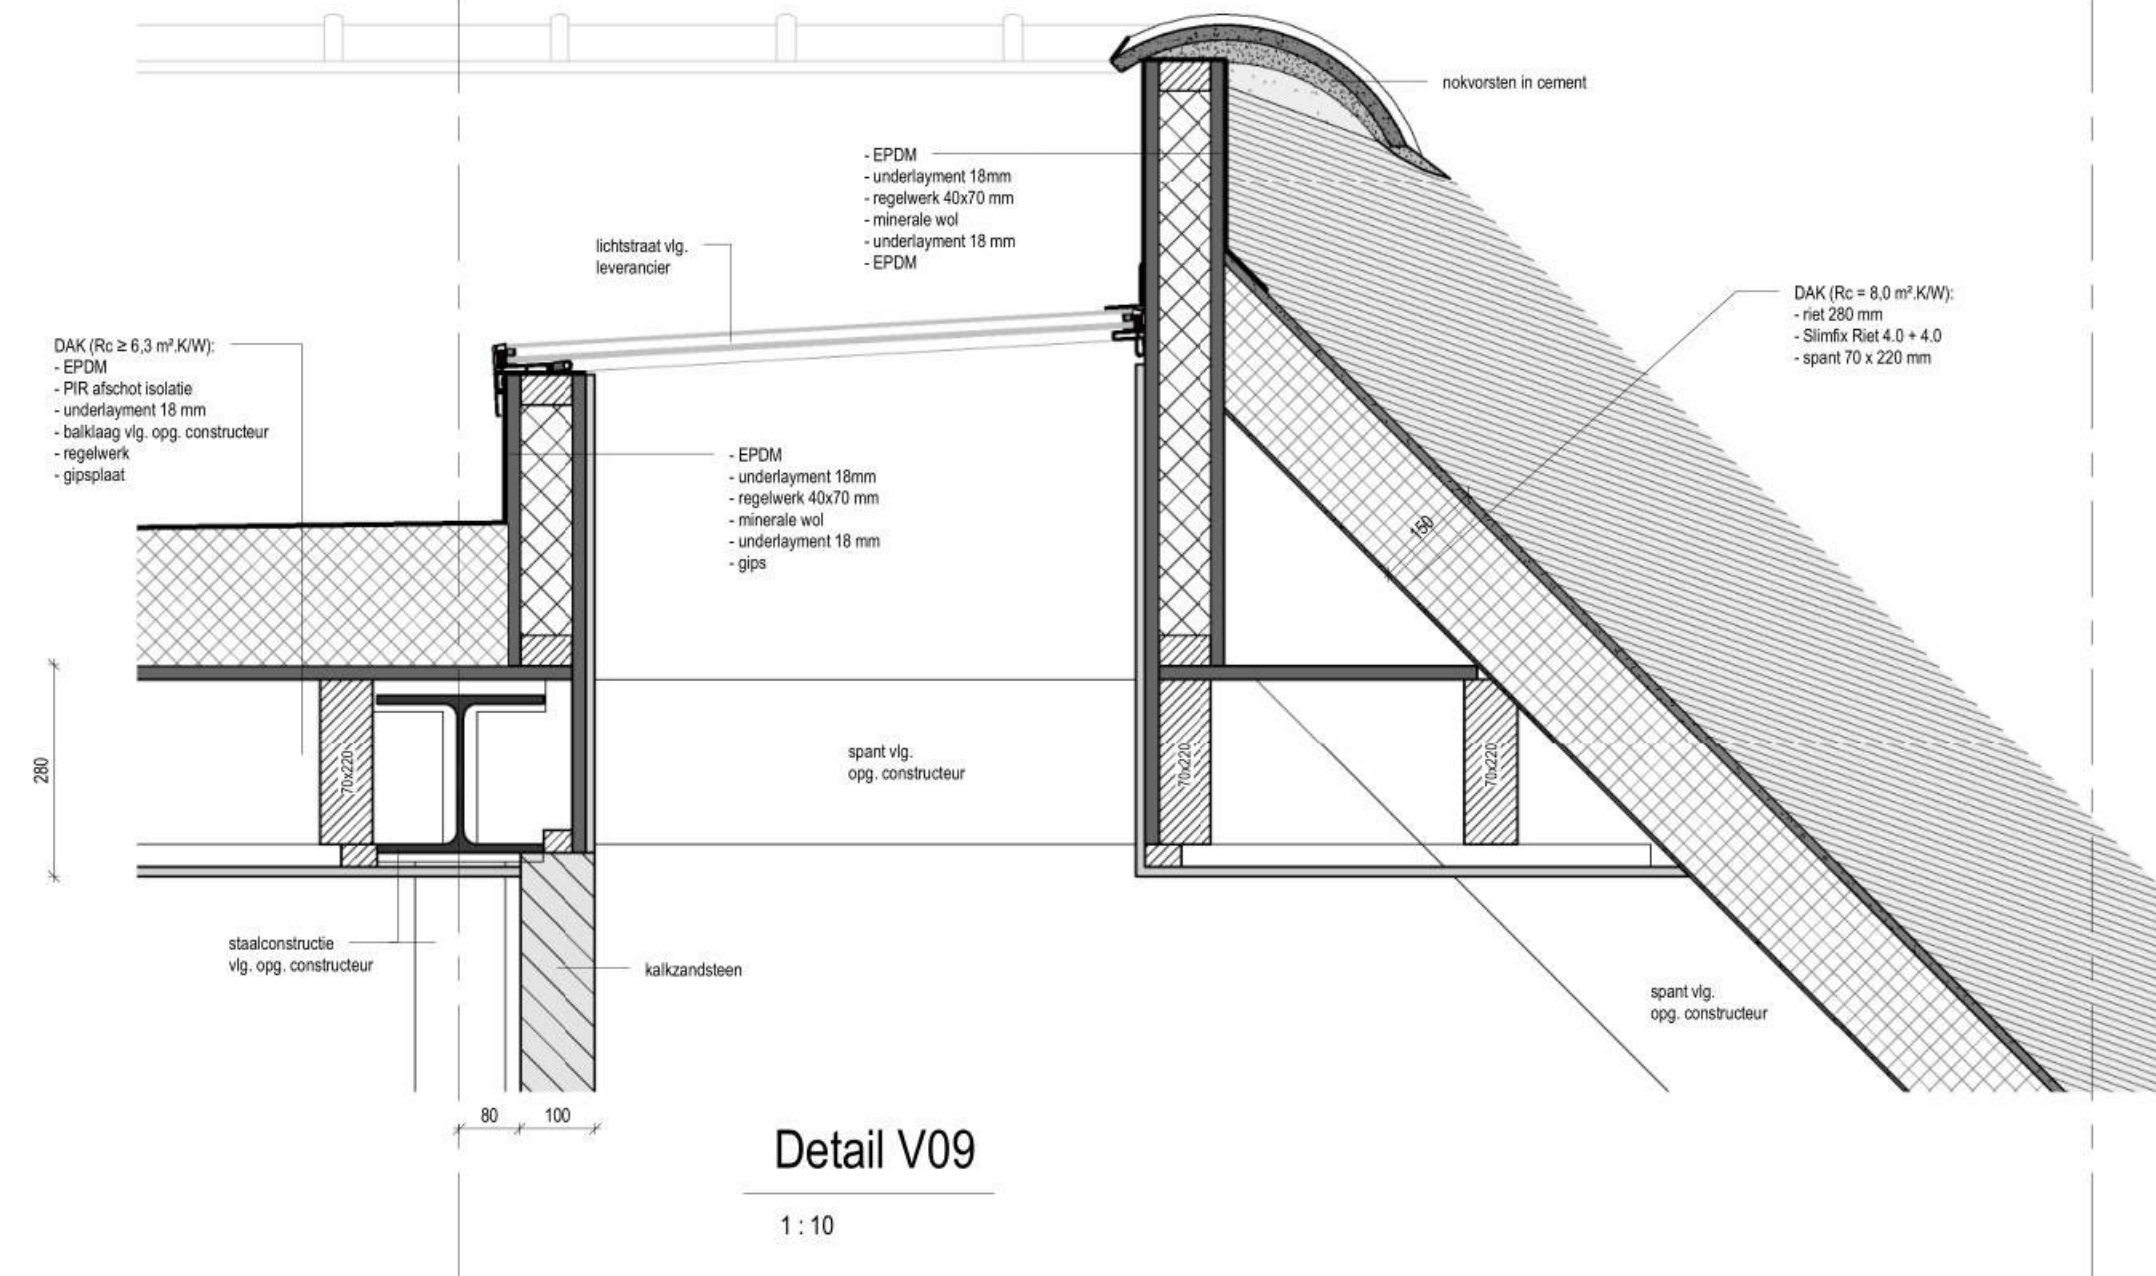 nokvorsten in cement
- EPDM
- underlayment 18mm
- regelwerk 40x70 mm
- minerale wol
- underlayment 18 mm
- EPDM
lichtstraat vlg.
leverancier
DAK (Rc = 8,0 m².K/W):
- riet 280 mm
- Slimfix Riet 4.0 + 4.0
- spant 70 x 220 mm
DAK (Rc ≥ 6,3 m².K/W):
- EPDM
- PIR afschot isolatie
- underlayment 18 mm
- balklaag vlg. opg. constructeur
- regelwerk
- gipsplaat
- EPDM
- underlayment 18mm
- regelwerk 40x70 mm
- minerale wol
- underlayment 18 mm
- gips
150
280
70x220
spant vlg.
opg. constructeur
70x220
70x220
staalconstructie
vlg. opg. constructeur
kalkzandsteen
spant vlg.
opg. constructeur
80
100
Detail V09
1 : 10